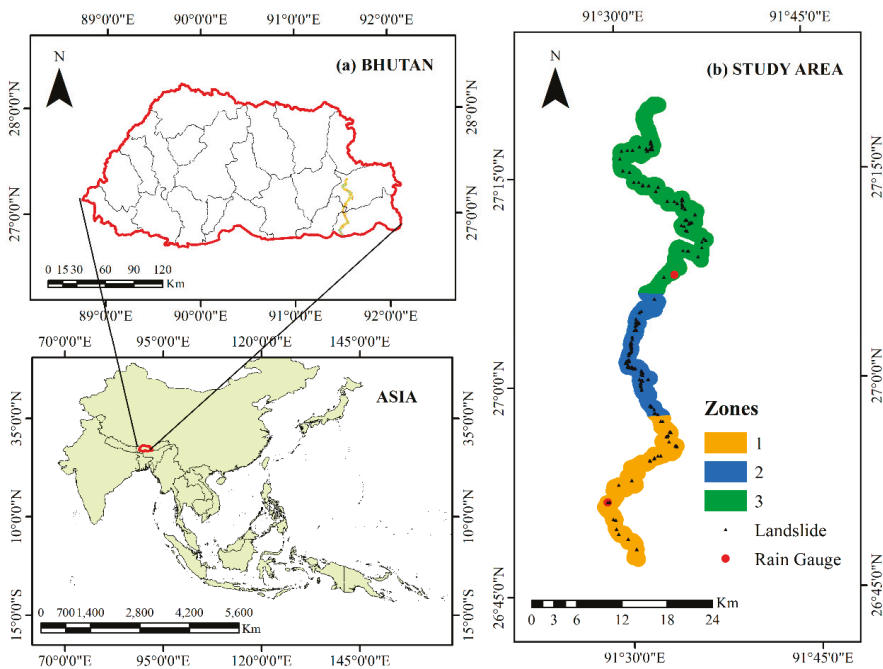 89°0'0"E 90°0'0"E 91°0'0"E 92°0'0"E
N
(a) BHUTAN
28°0'0"N
27°0'0"N
28°0'0"N
27°0'0"N
0 15 30 60 90 120
Km
89°0'0"E 90°0'0"E 91°0'0"E 92°0'0"E
70°0'0"E 95°0'0"E 120°0'0"E 145°0'0"E
ASIA
35°0'0"N
10°0'0"N
15°0'0"S
35°0'0"N
10°0'0"N
15°0'0"S
0 700 1,400 2,800 4,200 5,600
Km
70°0'0"E 95°0'0"E 120°0'0"E 145°0'0"E
91°30'0"E 91°45'0"E
N
(b) STUDY AREA
27°15'0"N
27°0'0"N
26°45'0"N
27°15'0"N
27°0'0"N
26°45'0"N
Zones
1
2
3
Landslide
Rain Gauge
Km
0 3 6 12 18 24
91°30'0"E 91°45'0"E